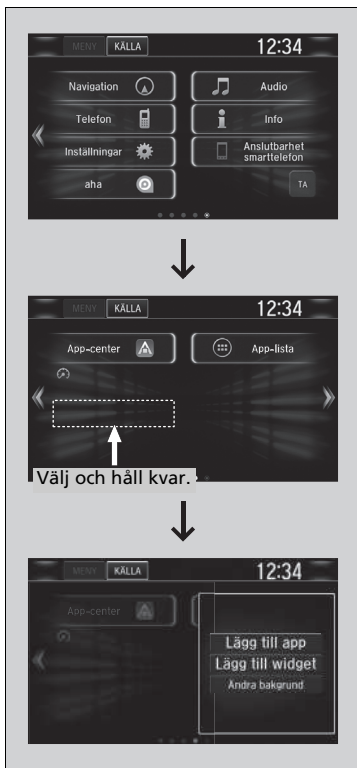 MENY KÄLLA 12:34
Navigation Audio
Telefon Info
Inställningar Anslutbarhet
smarttelefon
aha TA
MENY KÄLLA 12:34
App-center App-lista
Välj och håll kvar.
MENY KÄLLA 12:34
App-center
Lägg till app
Lägg till widget
Ändra bakgrund